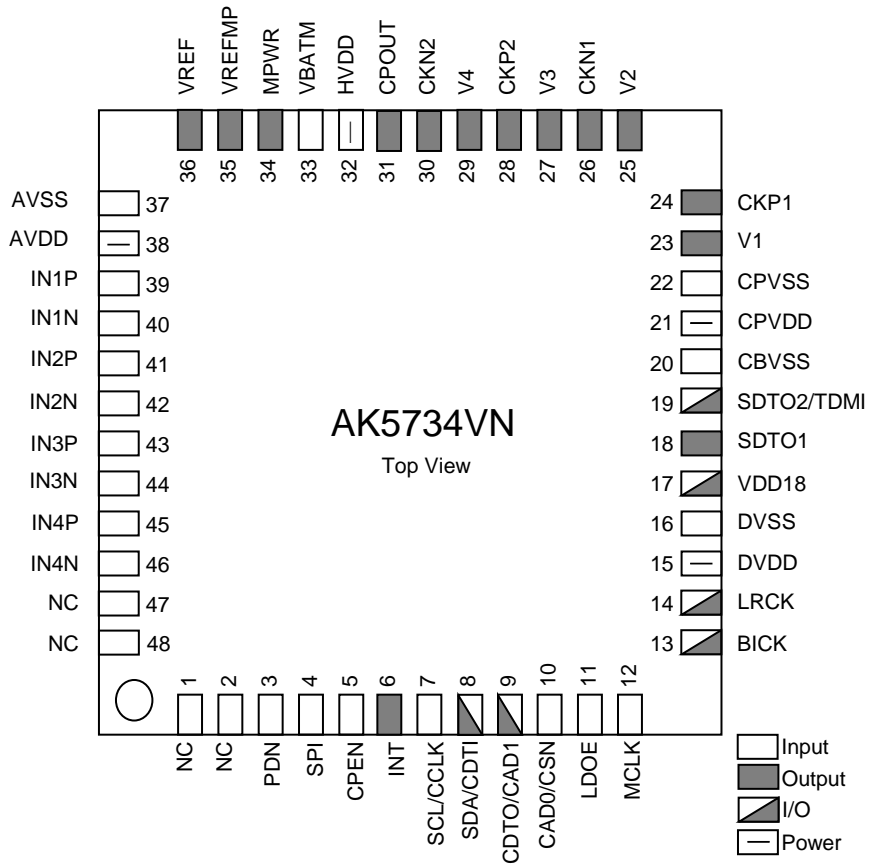 VREF
VREFMP
MPWR
VBATM
HVDD
CPOUT
CKN2
V4
CKP2
V3
CKN1
V2
36
35
34
33
32
31
30
29
28
27
26
25
AVSS 37
AVDD 38
IN1P 39
IN1N 40
IN2P 41
IN2N 42
IN3P 43
IN3N 44
IN4P 45
IN4N 46
NC 47
NC 48
AK5734VN
Top View
24 CKP1
23 V1
22 CPVSS
21 CPVDD
20 CBVSS
19 SDTO2/TDMI
18 SDTO1
17 VDD18
16 DVSS
15 DVDD
14 LRCK
13 BICK
1
2
3
4
5
6
7
8
9
10
11
12
NC
NC
PDN
SPI
CPEN
INT
SCL/CCLK
SDA/CDTI
CDTO/CAD1
CAD0/CSN
LDOE
MCLK
Input
Output
I/O
Power